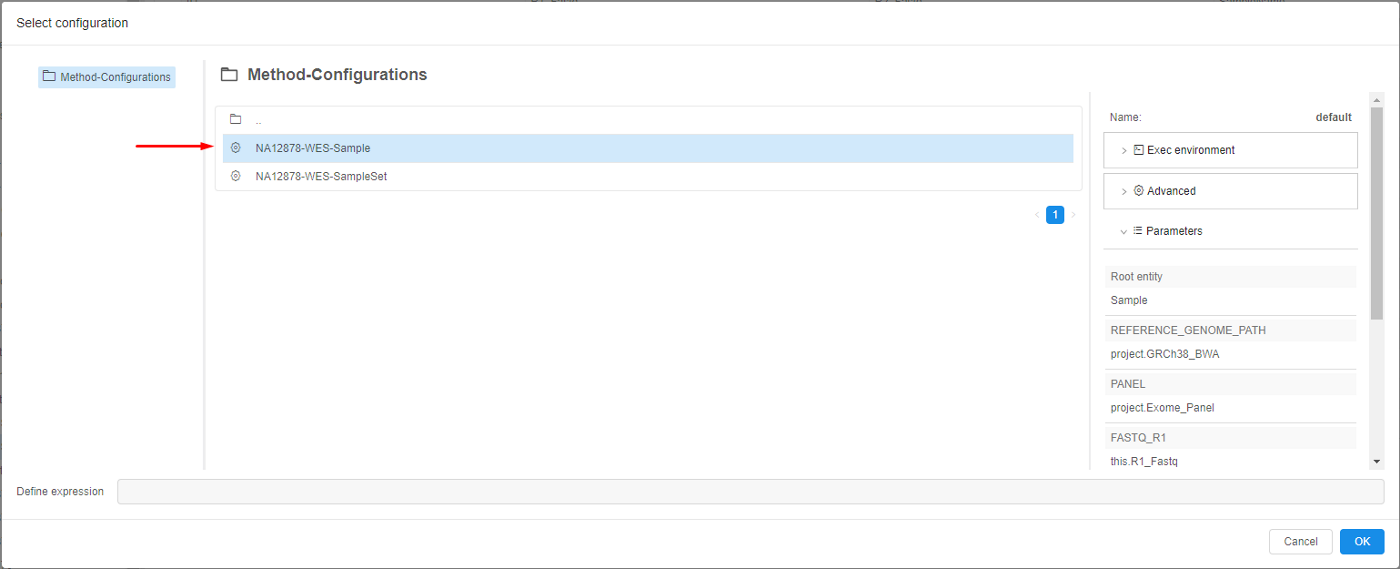 Select configuration
Method-Configurations
Method-Configurations
..
NA12878-WES-Sample
NA12878-WES-SampleSet
1
Name: default
Exec environment
Advanced
Parameters
Root entity
Sample
REFERENCE_GENOME_PATH
project.GRCh38_BWA
PANEL
project.Exome_Panel
FASTQ_R1
this.R1_Fastq
Define expression
Cancel OK